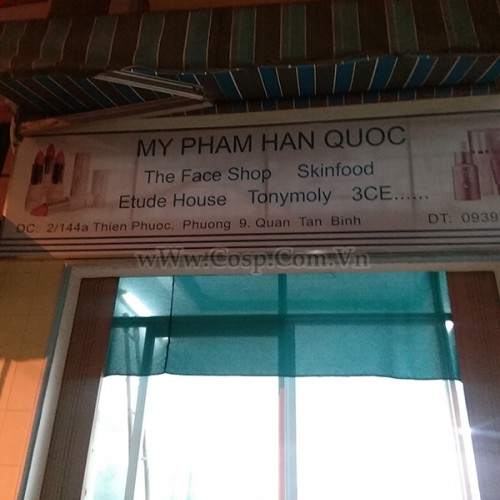 MY PHAM HAN QUOC
The Face Shop Skinfood
Etude House Tonymoly 3CE......
DC: 2/144a Thien Phuoc. Phuong 9. Quan Tan Binh DT: 0939
wWw.Cosp.Com.Vn